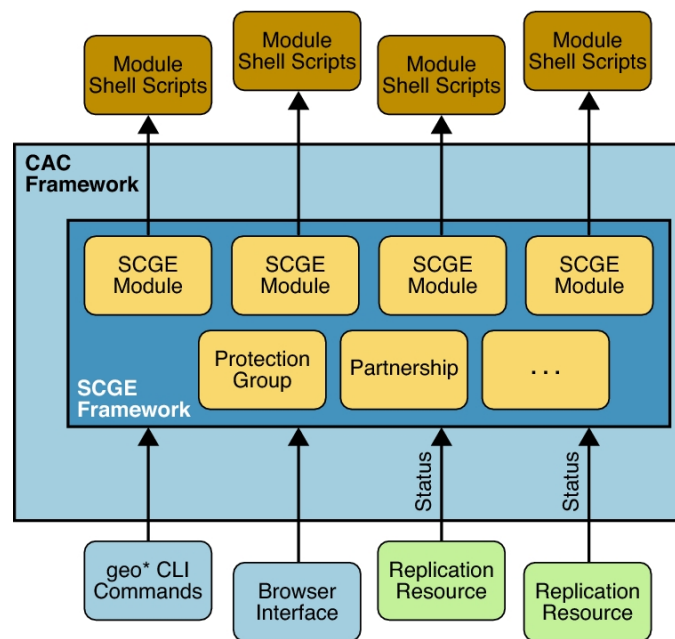 Module
Shell Scripts
Module
Shell Scripts
Module
Shell Scripts
Module
Shell Scripts
CAC
Framework
SCGE
Module
SCGE
Module
SCGE
Module
SCGE
Module
Protection
Group
Partnership
. . .
SCGE
Framework
Status
Status
geo* CLI
Commands
Browser
Interface
Replication
Resource
Replication
Resource